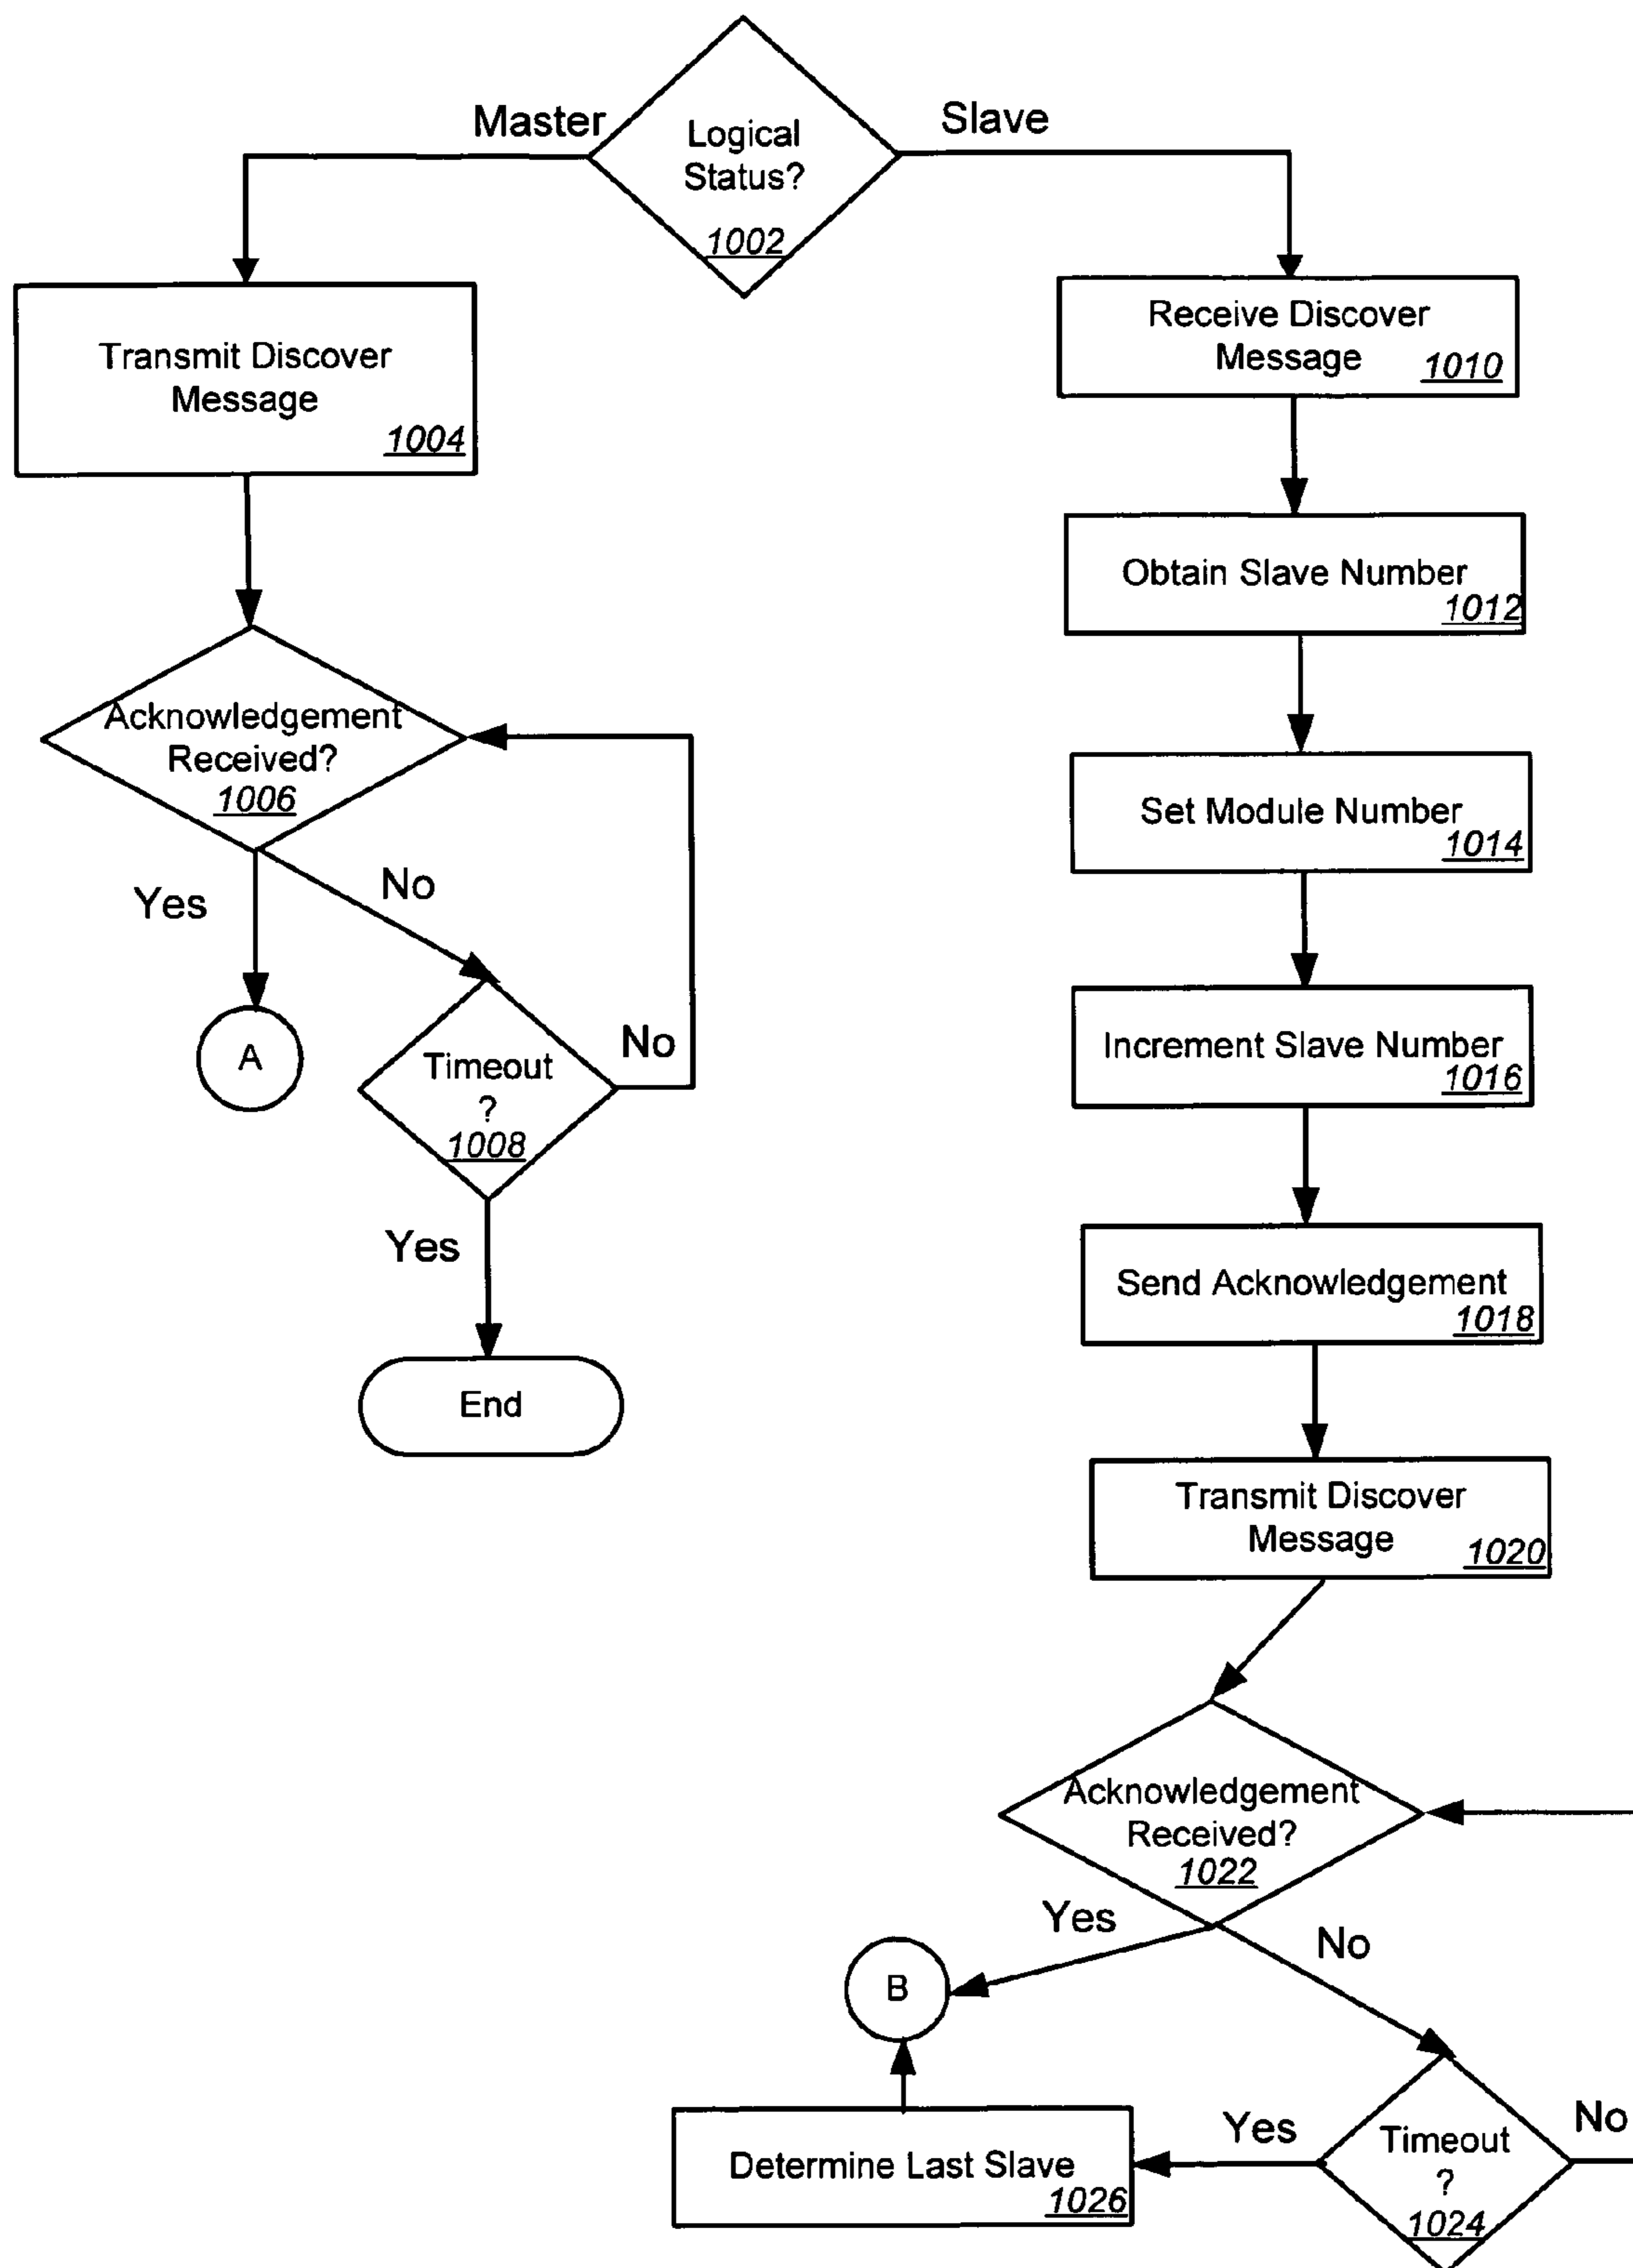 Master
Slave
Logical
Status?
1002
Transmit Discover
Message
1004
Acknowledgement
Received?
1006
Yes
No
A
Timeout
?
1008
No
Yes
End
Receive Discover
Message
1010
Obtain Slave Number
1012
Set Module Number
1014
Increment Slave Number
1016
Send Acknowledgement
1018
Transmit Discover
Message
1020
Acknowledgement
Received?
1022
Yes
No
B
Timeout
?
1024
No
Yes
Determine Last Slave
1026